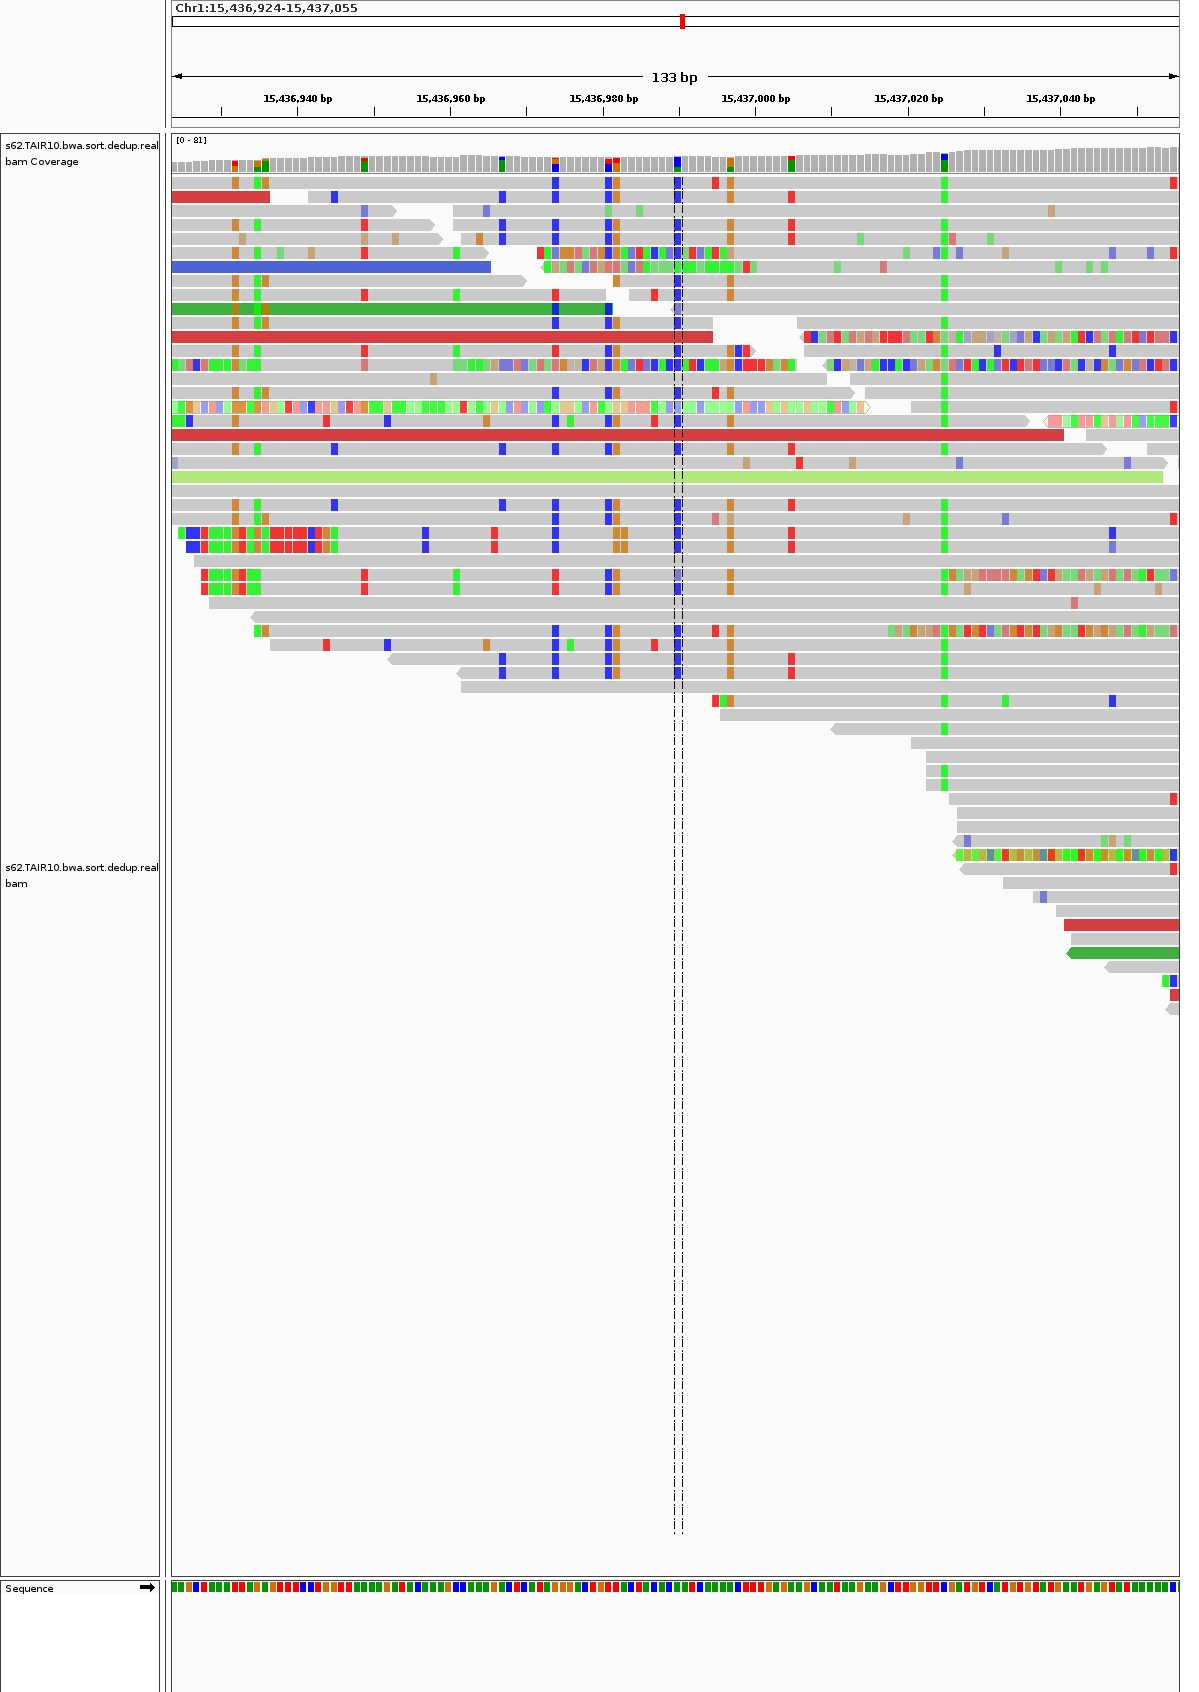 Chr1:15,436,924-15,437,055
133 bp
15,436,940 bp 15,436,960 bp 15,436,980 bp 15,437,000 bp 15,437,020 bp 15,437,040 bp
s62.TAIR10.bwa.sort.dedup.real
bam Coverage
[0 - 81]
s62.TAIR10.bwa.sort.dedup.real
bam
Sequence